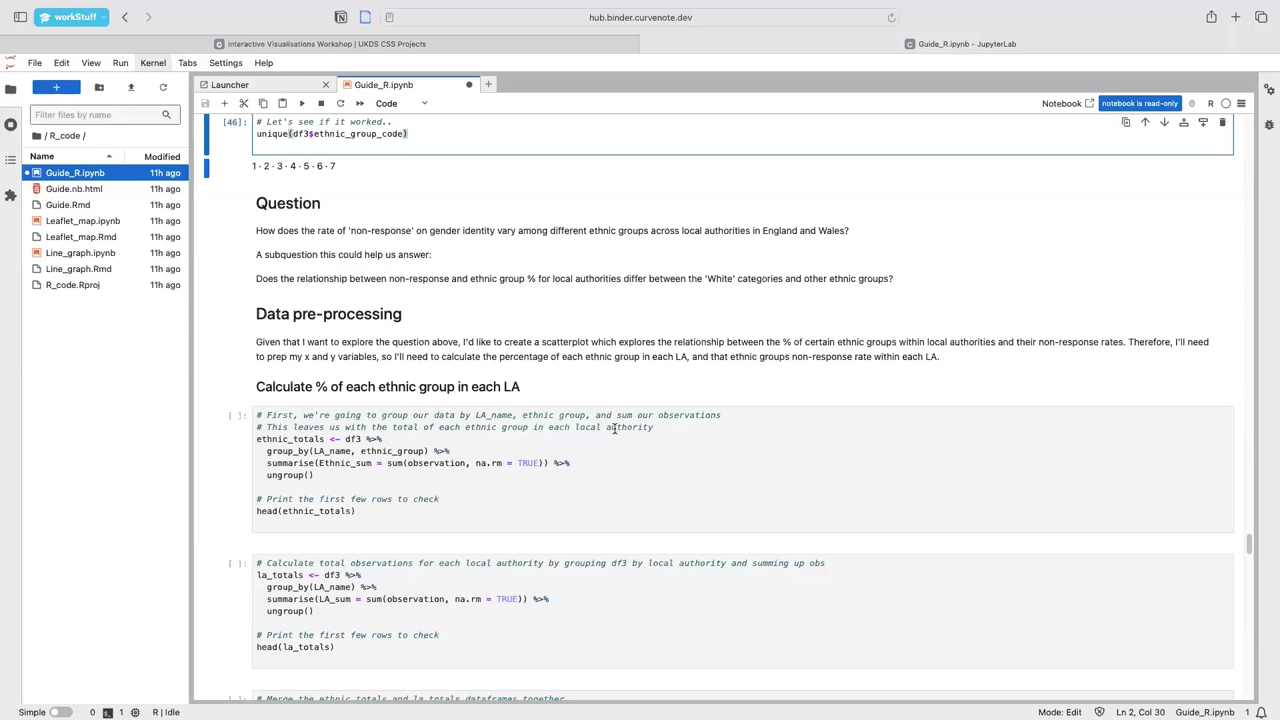 workStuff
hub.binder.curvenote.dev
Interactive Visualisations Workshop | UKDS CSS Projects
Guide_R.ipynb - JupyterLab
File Edit View Run Kernel Tabs Settings Help
Launcher
Guide_R.ipynb
Filter files by name
/ R_code /
Name Modified
Guide_R.ipynb 11h ago
Guide.nb.html 11h ago
Guide.Rmd 11h ago
Leaflet_map.ipynb 11h ago
Leaflet_map.Rmd 11h ago
Line_graph.ipynb 11h ago
Line_graph.Rmd 11h ago
R_code.Rproj 11h ago
Code
Notebook
notebook is read-only
R
[46]:
# Let's see if it worked..
unique(df3$ethnic_group_code)
1 · 2 · 3 · 4 · 5 · 6 · 7
Question
How does the rate of 'non-response' on gender identity vary among different ethnic groups across local authorities in England and Wales?
A subquestion this could help us answer:
Does the relationship between non-response and ethnic group % for local authorities differ between the 'White' categories and other ethnic groups?
Data pre-processing
Given that I want to explore the question above, I'd like to create a scatterplot which explores the relationship between the % of certain ethnic groups within local authorities and their non-response rates. Therefore, I'll need
to prep my x and y variables, so I'll need to calculate the percentage of each ethnic group in each LA, and that ethnic groups non-response rate within each LA.
Calculate % of each ethnic group in each LA
[ ]:
# First, we're going to group our data by LA_name, ethnic group, and sum our observations
# This leaves us with the total of each ethnic group in each local authority
ethnic_totals <- df3 %>%
group_by(LA_name, ethnic_group) %>%
summarise(Ethnic_sum = sum(observation, na.rm = TRUE)) %>%
ungroup()
# Print the first few rows to check
head(ethnic_totals)
[ ]:
# Calculate total observations for each local authority by grouping df3 by local authority and summing up obs
la_totals <- df3 %>%
group_by(LA_name) %>%
summarise(LA_sum = sum(observation, na.rm = TRUE)) %>%
ungroup()
# Print the first few rows to check
head(la_totals)
[ ]:
# Merge the ethnic totals and la totals dataframes together
Simple 0 1 R | Idle
Mode: Edit Ln 2, Col 30 Guide_R.ipynb 1